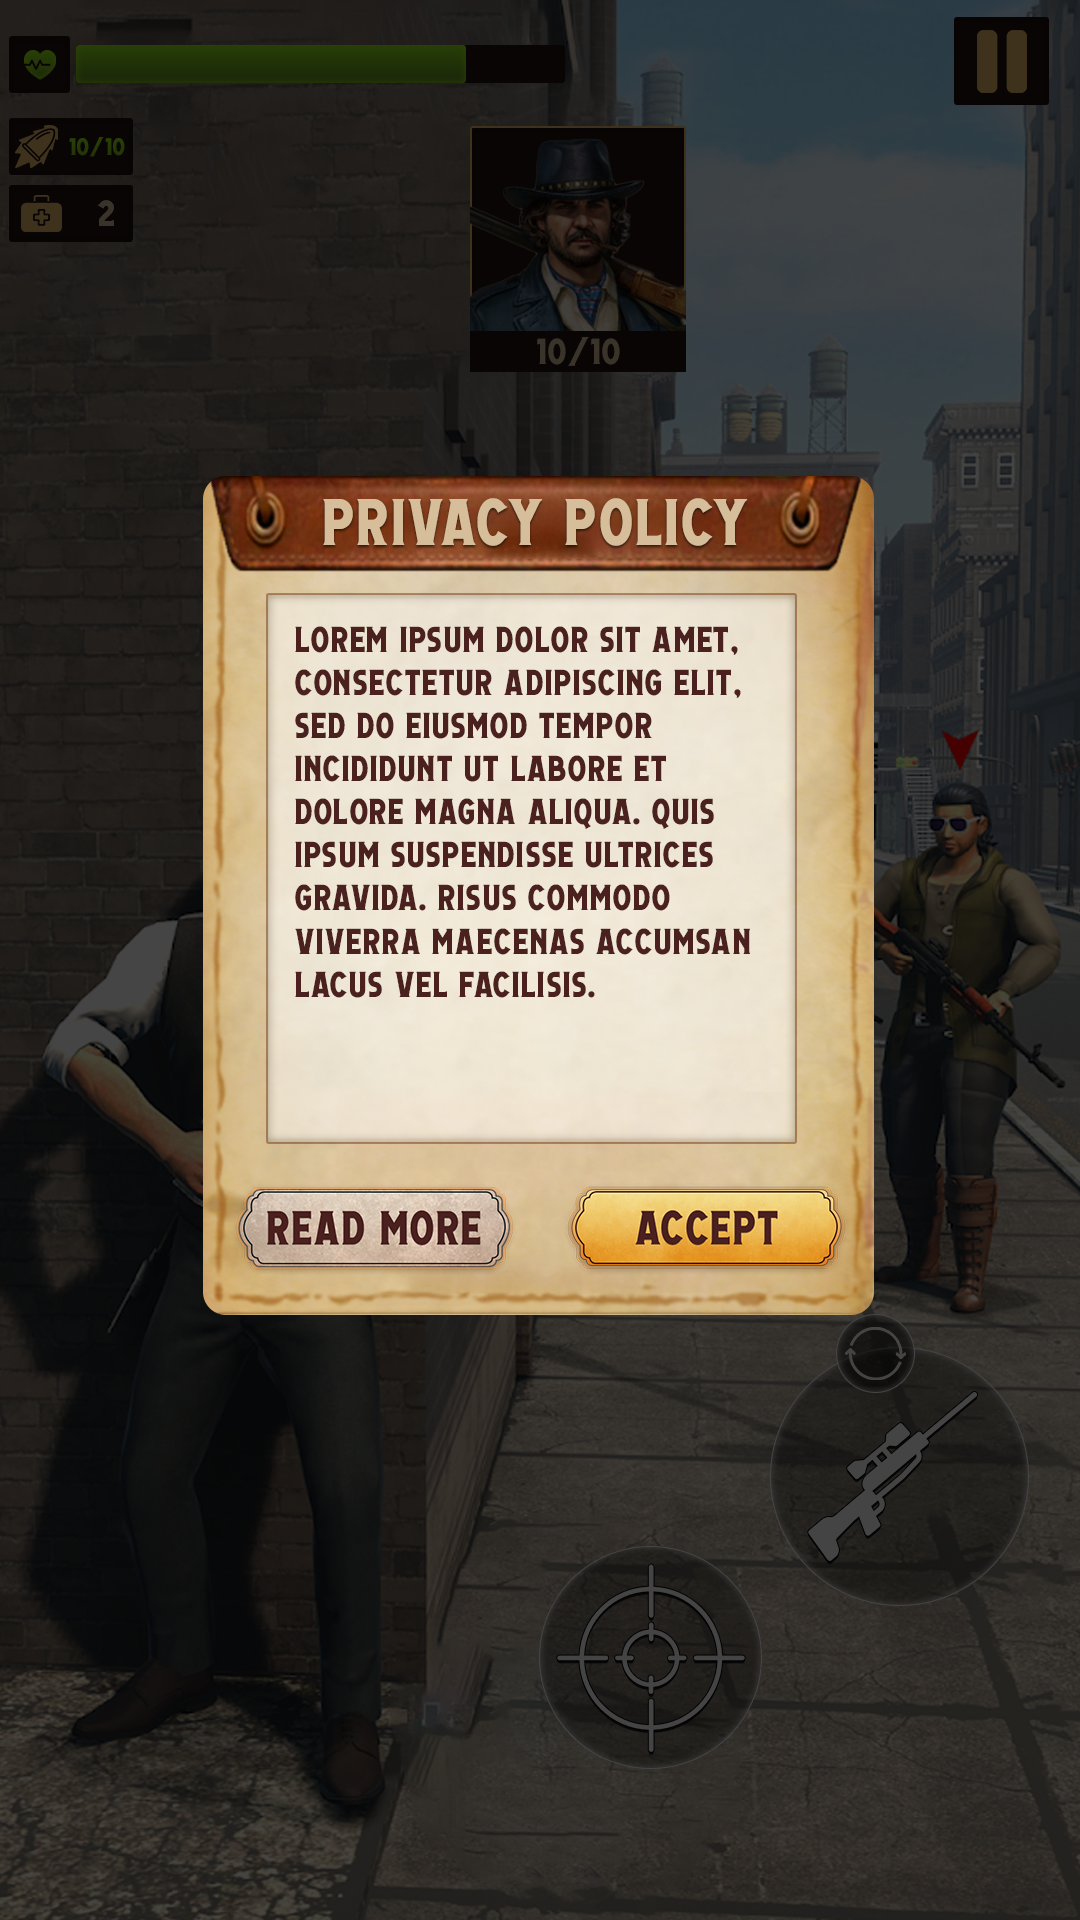 10/10
2
10/10
PRIVACY POLICY
LOREM IPSUM DOLOR SIT AMET,
CONSECTETUR ADIPISCING ELIT,
SED DO EIUSMOD TEMPOR
INCIDIDUNT UT LABORE ET
DOLORE MAGNA ALIQUA. QUIS
IPSUM SUSPENDISSE ULTRICES
GRAVIDA. RISUS COMMODO
VIVERRA MAECENAS ACCUMSAN
LACUS VEL FACILISIS.
READ MORE
ACCEPT